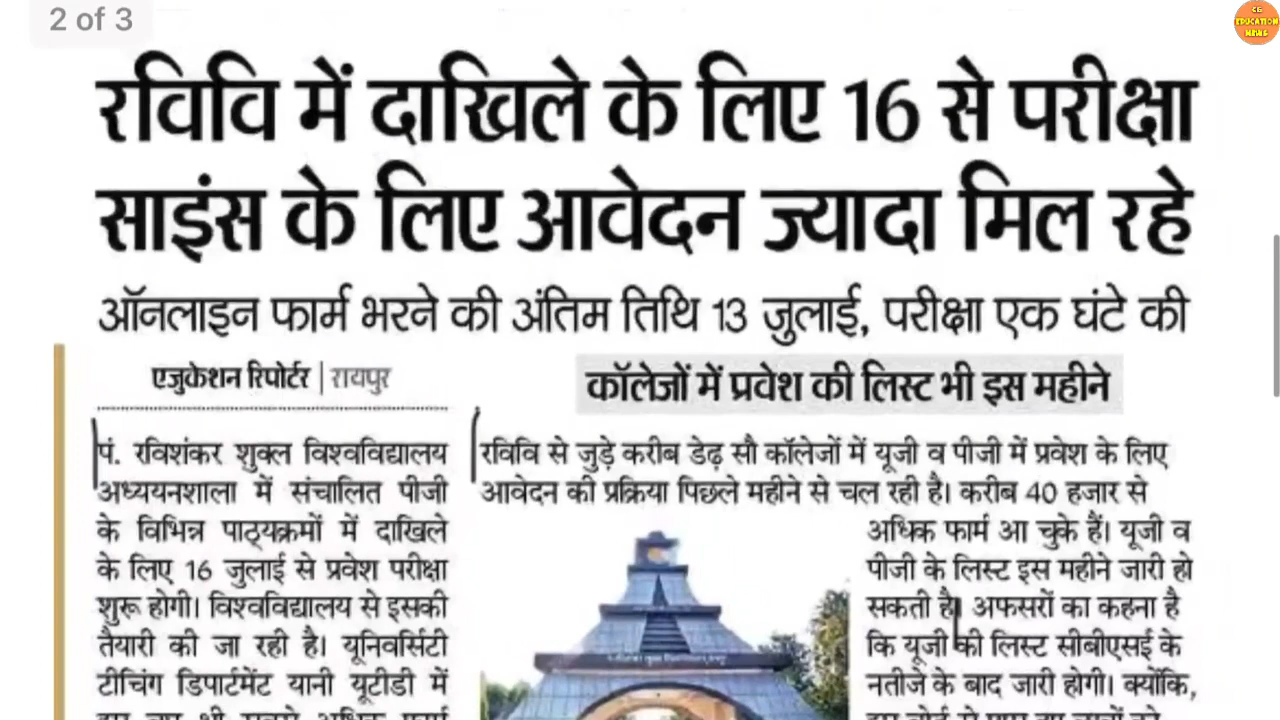 2 of 3
CG
EDUCATION
NEWS
रविवि में दाखिले के लिए 16 से परीक्षा
साइंस के लिए आवेदन ज्यादा मिल रहे
ऑनलाइन फार्म भरने की अंतिम तिथि 13 जुलाई, परीक्षा एक घंटे की
एजुकेशन रिपोर्टर | रायपुर
पं. रविशंकर शुक्ल विश्वविद्यालय
अध्ययनशाला में संचालित पीजी
के विभिन्न पाठ्यक्रमों में दाखिले
के लिए 16 जुलाई से प्रवेश परीक्षा
शुरू होगी। विश्वविद्यालय से इसकी
तैयारी की जा रही है। यूनिवर्सिटी
टीचिंग डिपार्टमेंट यानी यूटीडी में
कॉलेजों में प्रवेश की लिस्ट भी इस महीने
रविवि से जुड़े करीब डेढ़ सौ कॉलेजों में यूजी व पीजी में प्रवेश के लिए
आवेदन की प्रक्रिया पिछले महीने से चल रही है। करीब 40 हजार से
अधिक फार्म आ चुके हैं। यूजी व
पीजी के लिस्ट इस महीने जारी हो
सकती है। अफसरों का कहना है
कि यूजी की लिस्ट सीबीएसई के
नतीजे के बाद जारी होगी। क्योंकि,